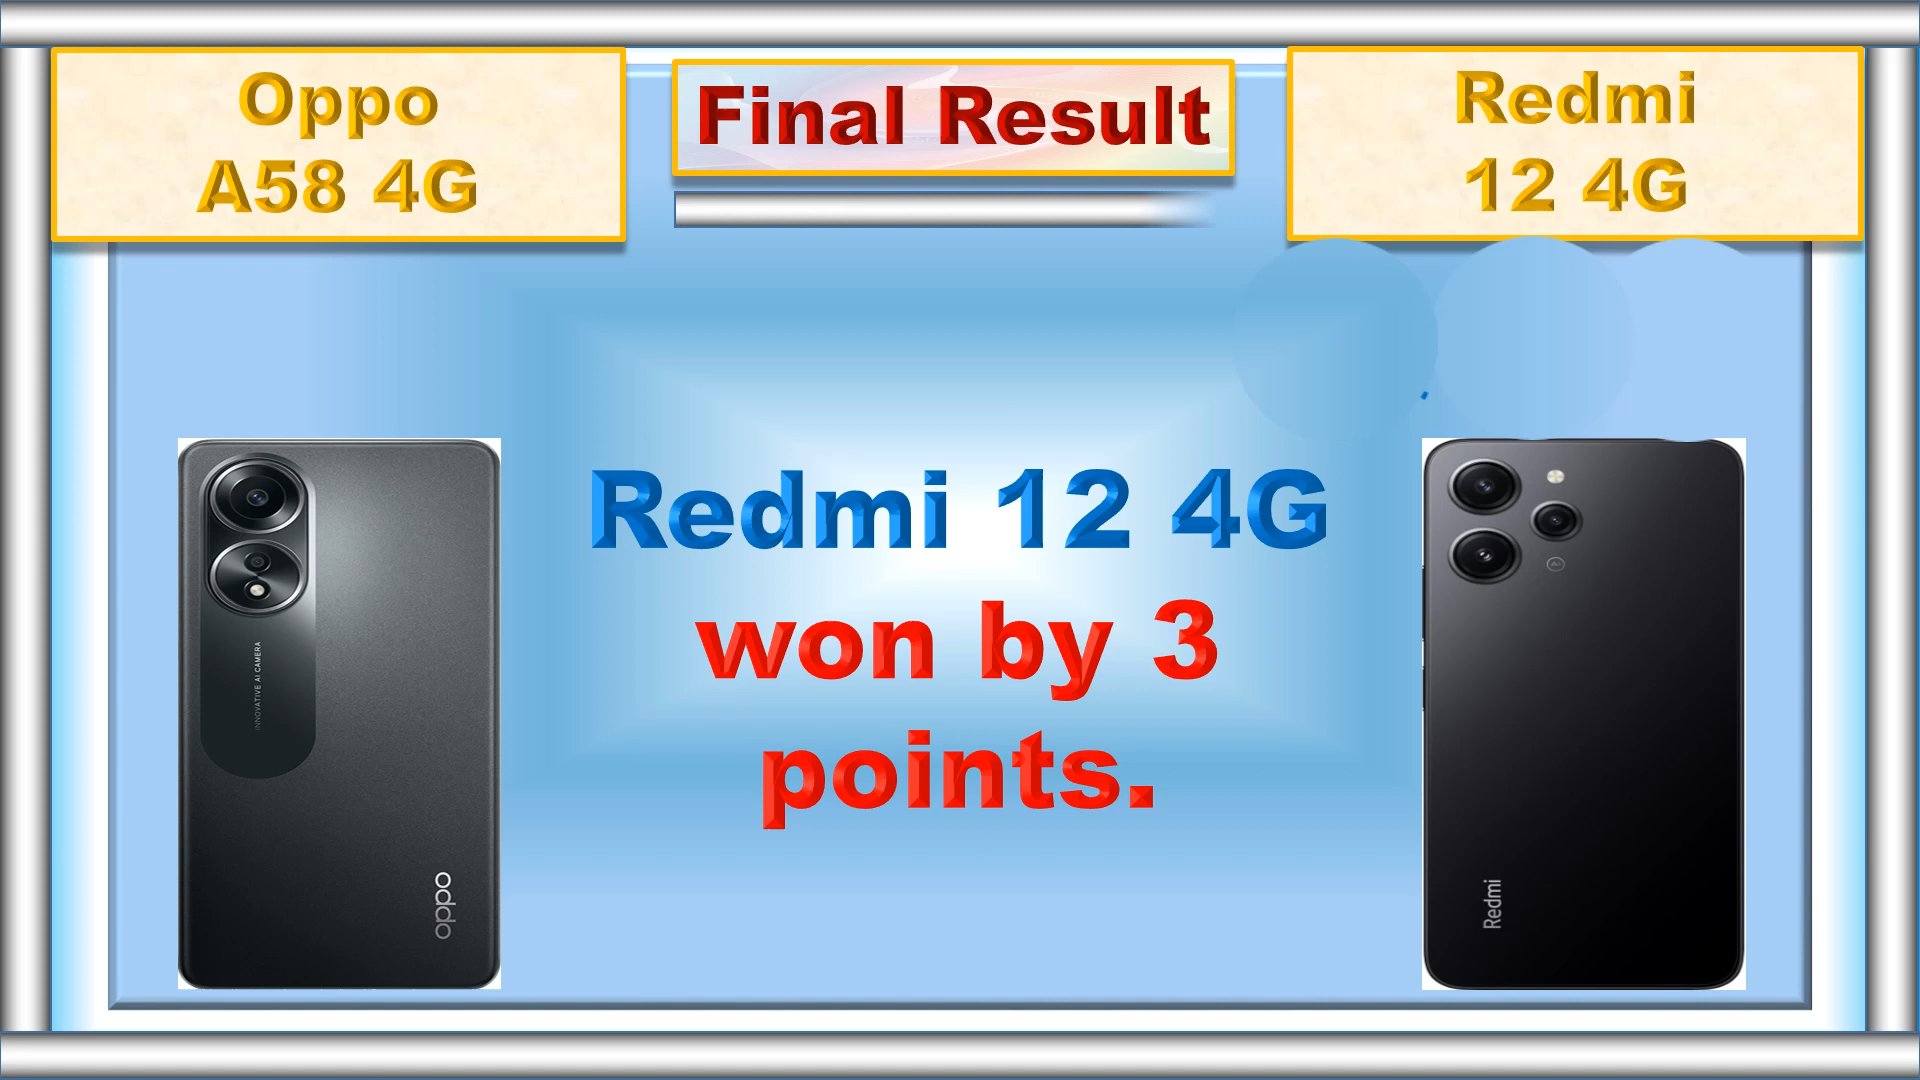 Oppo
A58 4G
Final Result
Redmi
12 4G
Redmi 12 4G
won by 3
points.
INNOVATIVE AI CAMERA
oppo
AI
Redmi